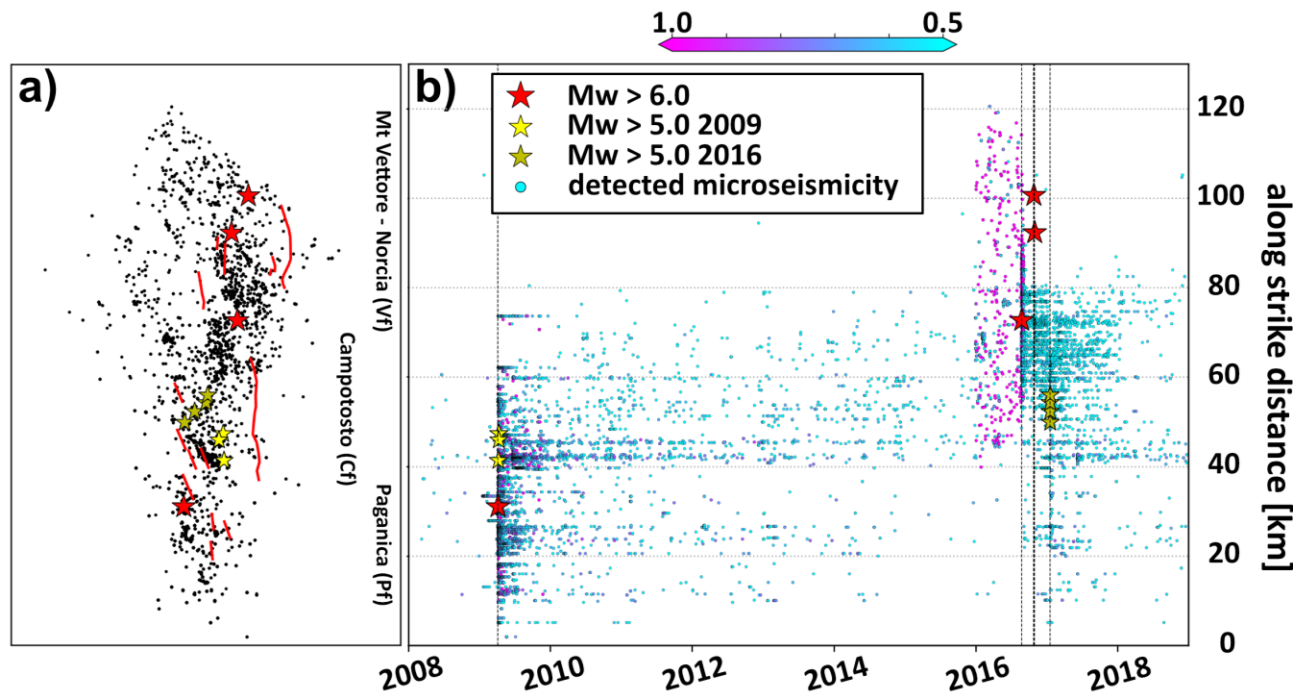 1.0 0.5
a)
Mt Vettore - Norcia (Vf)
Campotosto (Cf)
Paganica (Pf)
b)
Mw > 6.0
Mw > 5.0 2009
Mw > 5.0 2016
detected microseismicity
120
100
80
60
40
20
0
along strike distance [km]
2008 2010 2012 2014 2016 2018